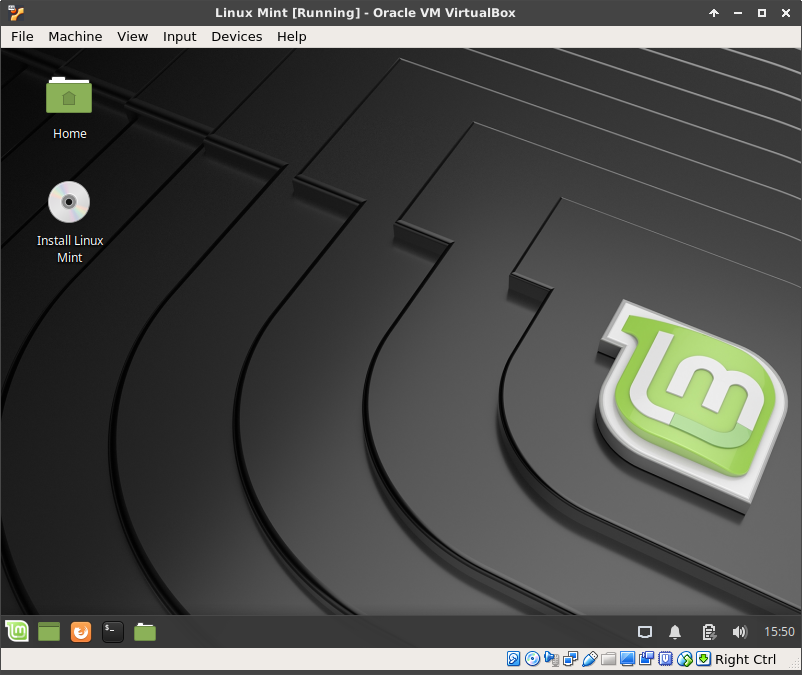 Linux Mint [Running] - Oracle VM VirtualBox
File Machine View Input Devices Help
Home
Install Linux
Mint
lm
$_
15:50
Right Ctrl